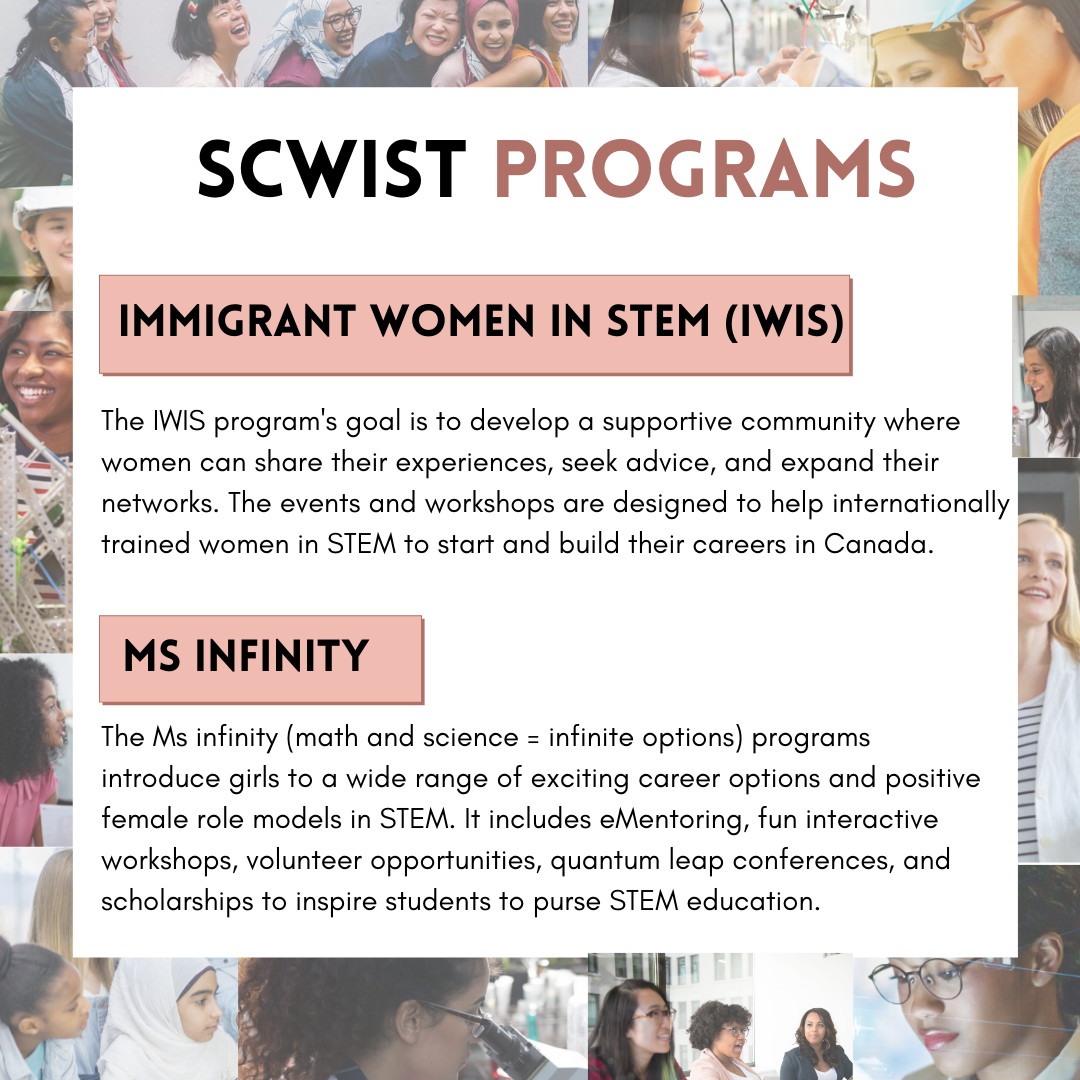 SCWIST PROGRAMS
IMMIGRANT WOMEN IN STEM (IWIS)
The IWIS program's goal is to develop a supportive community where
women can share their experiences, seek advice, and expand their
networks. The events and workshops are designed to help internationally
trained women in STEM to start and build their careers in Canada.
MS INFINITY
The Ms infinity (math and science = infinite options) programs
introduce girls to a wide range of exciting career options and positive
female role models in STEM. It includes eMentoring, fun interactive
workshops, volunteer opportunities, quantum leap conferences, and
scholarships to inspire students to purse STEM education.